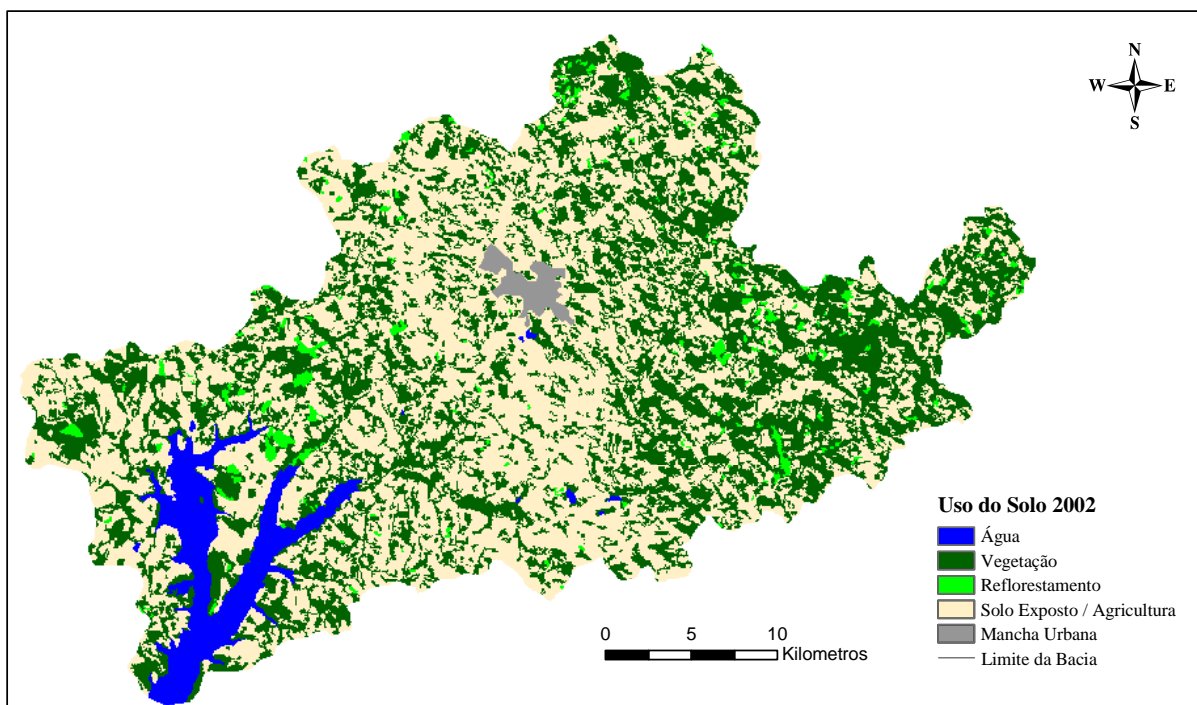 N
W E
S
Uso do Solo 2002
Água
Vegetação
Reflorestamento
Solo Exposto / Agricultura
Mancha Urbana
Limite da Bacia
0 5 10
Kilometros